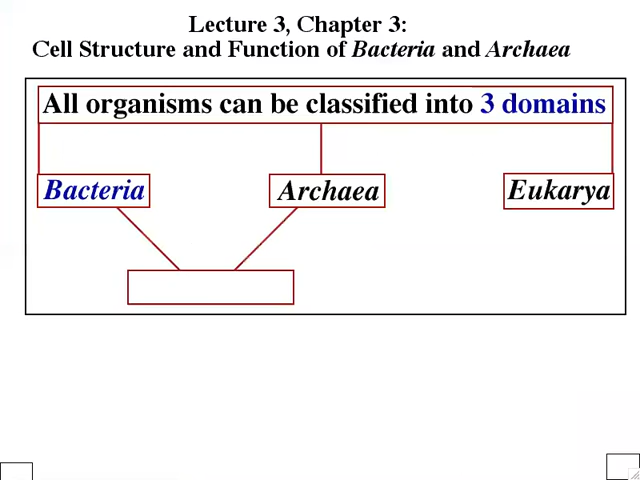 Lecture 3, Chapter 3:
Cell Structure and Function of Bacteria and Archaea
All organisms can be classified into 3 domains
Bacteria Archaea Eukarya